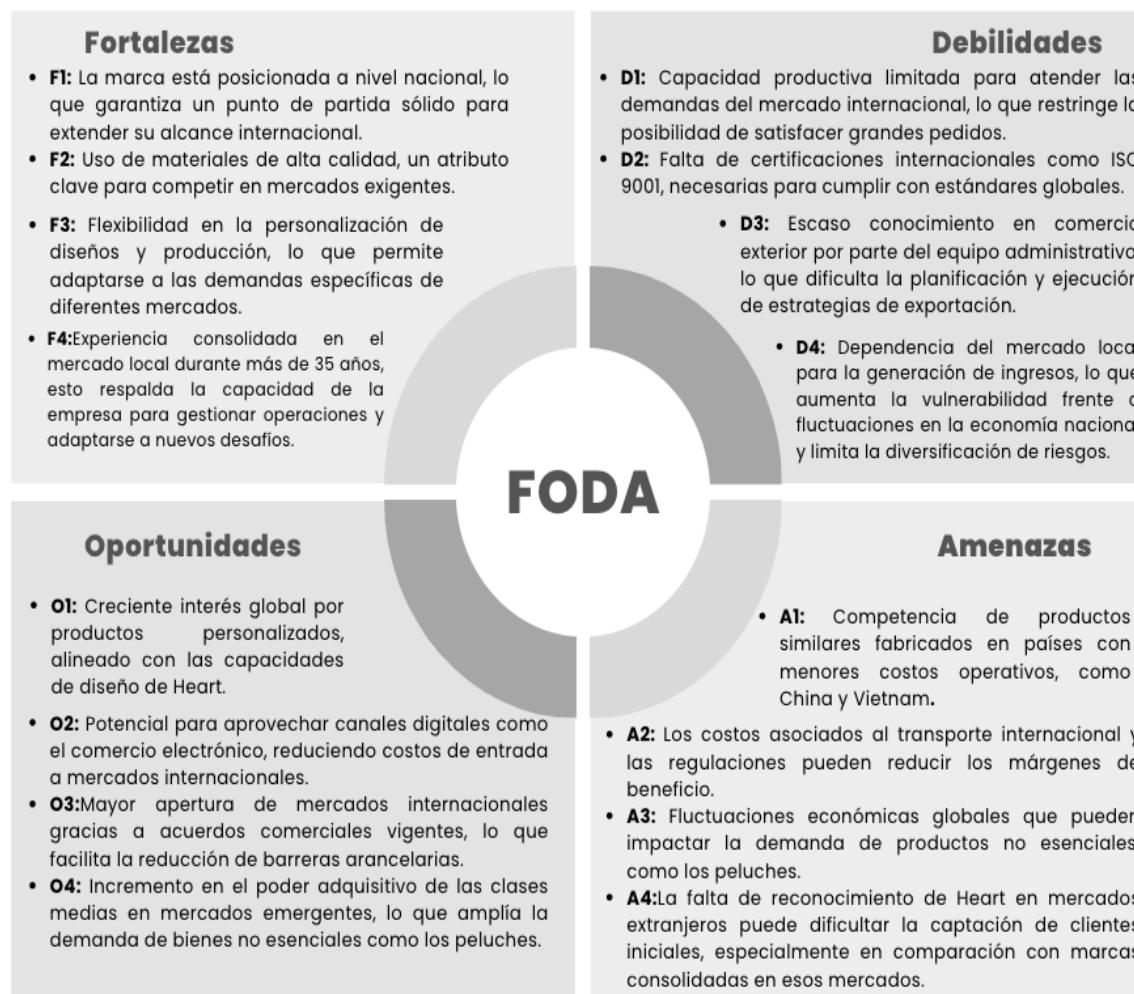 Fortalezas
• F1: La marca está posicionada a nivel nacional, lo
que garantiza un punto de partida sólido para
extender su alcance internacional.
• F2: Uso de materiales de alta calidad, un atributo
clave para competir en mercados exigentes.
• F3: Flexibilidad en la personalización de
diseños y producción, lo que permite
adaptarse a las demandas específicas de
diferentes mercados.
• F4:Experiencia consolidada en el
mercado local durante más de 35 años,
esto respalda la capacidad de la
empresa para gestionar operaciones y
adaptarse a nuevos desafíos.
Debilidades
• D1: Capacidad productiva limitada para atender las
demandas del mercado internacional, lo que restringe
posibilidad de satisfacer grandes pedidos.
• D2: Falta de certificaciones internacionales como ISO
9001, necesarias para cumplir con estándares globales.
• D3: Escaso conocimiento en comercio
exterior por parte del equipo administrativo
lo que dificulta la planificación y ejecución
de estrategias de exportación.
• D4: Dependencia del mercado local
para la generación de ingresos, lo que
aumenta la vulnerabilidad frente
fluctuaciones en la economía nacional
y limita la diversificación de riesgos.
FODA
Oportunidades
• O1: Creciente interés global por
productos personalizados,
alineado con las capacidades
de diseño de Heart.
• O2: Potencial para aprovechar canales digitales como
el comercio electrónico, reduciendo costos de entrada
a mercados internacionales.
• O3:Mayor apertura de mercados internacionales
gracias a acuerdos comerciales vigentes, lo que
facilita la reducción de barreras arancelarias.
• O4: Incremento en el poder adquisitivo de las clases
medias en mercados emergentes, lo que amplía la
demanda de bienes no esenciales como los peluches.
Amenazas
• A1: Competencia de productos
similares fabricados en países con
menores costos operativos, como
China y Vietnam.
• A2: Los costos asociados al transporte internacional y
las regulaciones pueden reducir los márgenes de
beneficio.
• A3: Fluctuaciones económicas globales que pueden
impactar la demanda de productos no esenciales
como los peluches.
• A4:La falta de reconocimiento de Heart en mercados
extranjeros puede dificultar la captación de clientes
iniciales, especialmente en comparación con marcas
consolidadas en esos mercados.